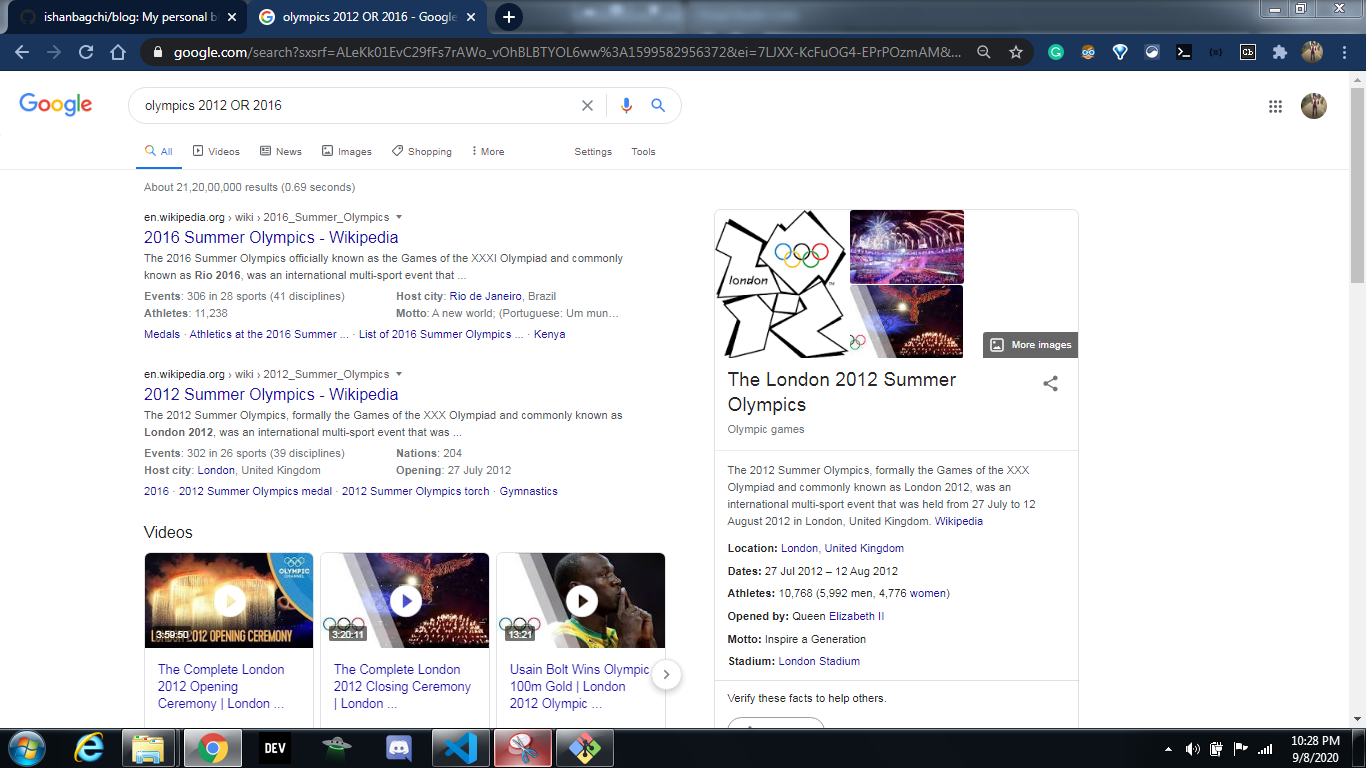 ishanbagchi/blog: My personal b
olympics 2012 OR 2016 - Google
google.com/search?sxsrf=ALeKk01EvC29fFs7rAWo_vOhBLBTYOL6ww%3A1599582956372&ei=7LJXX-KcFuOG4-EPrPOzmAM&...
Google
olympics 2012 OR 2016
All
Videos
News
Images
Shopping
More
Settings
Tools
About 21,20,00,000 results (0.69 seconds)
en.wikipedia.org › wiki › 2016_Summer_Olympics
2016 Summer Olympics - Wikipedia
The 2016 Summer Olympics officially known as the Games of the XXXI Olympiad and commonly
known as Rio 2016, was an international multi-sport event that ...
Events: 306 in 28 sports (41 disciplines)
Host city: Rio de Janeiro, Brazil
Athletes: 11,238
Motto: A new world; (Portuguese: Um mun...
Medals · Athletics at the 2016 Summer ... · List of 2016 Summer Olympics ... · Kenya
en.wikipedia.org › wiki › 2012_Summer_Olympics
2012 Summer Olympics - Wikipedia
The 2012 Summer Olympics, formally the Games of the XXX Olympiad and commonly known as
London 2012, was an international multi-sport event that was ...
Events: 302 in 26 sports (39 disciplines)
Nations: 204
Host city: London, United Kingdom
Opening: 27 July 2012
2016 · 2012 Summer Olympics medal · 2012 Summer Olympics torch · Gymnastics
Videos
OLYMPIC
CHANNEL
3:59:50
LONDON 2012 OPENING CEREMONY
The Complete London
2012 Opening
Ceremony | London ...
3:20:11
The Complete London
2012 Closing Ceremony
| London ...
13:21
Usain Bolt Wins Olympic
100m Gold | London
2012 Olympic ...
london
More images
The London 2012 Summer
Olympics
Olympic games
The 2012 Summer Olympics, formally the Games of the XXX
Olympiad and commonly known as London 2012, was an
international multi-sport event that was held from 27 July to 12
August 2012 in London, United Kingdom. Wikipedia
Location: London, United Kingdom
Dates: 27 Jul 2012 – 12 Aug 2012
Athletes: 10,768 (5,992 men, 4,776 women)
Opened by: Queen Elizabeth II
Motto: Inspire a Generation
Stadium: London Stadium
Verify these facts to help others.
DEV
10:28 PM
9/8/2020